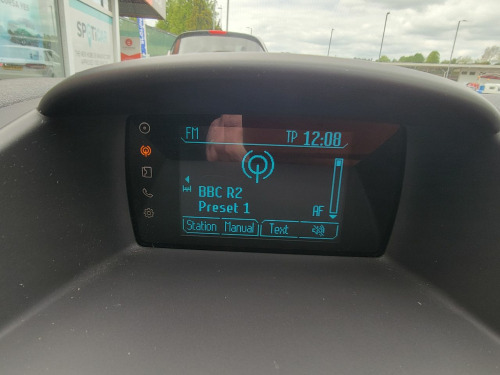 FM TP 12:08
BBC R2
Preset 1
AF
Station Manual Text